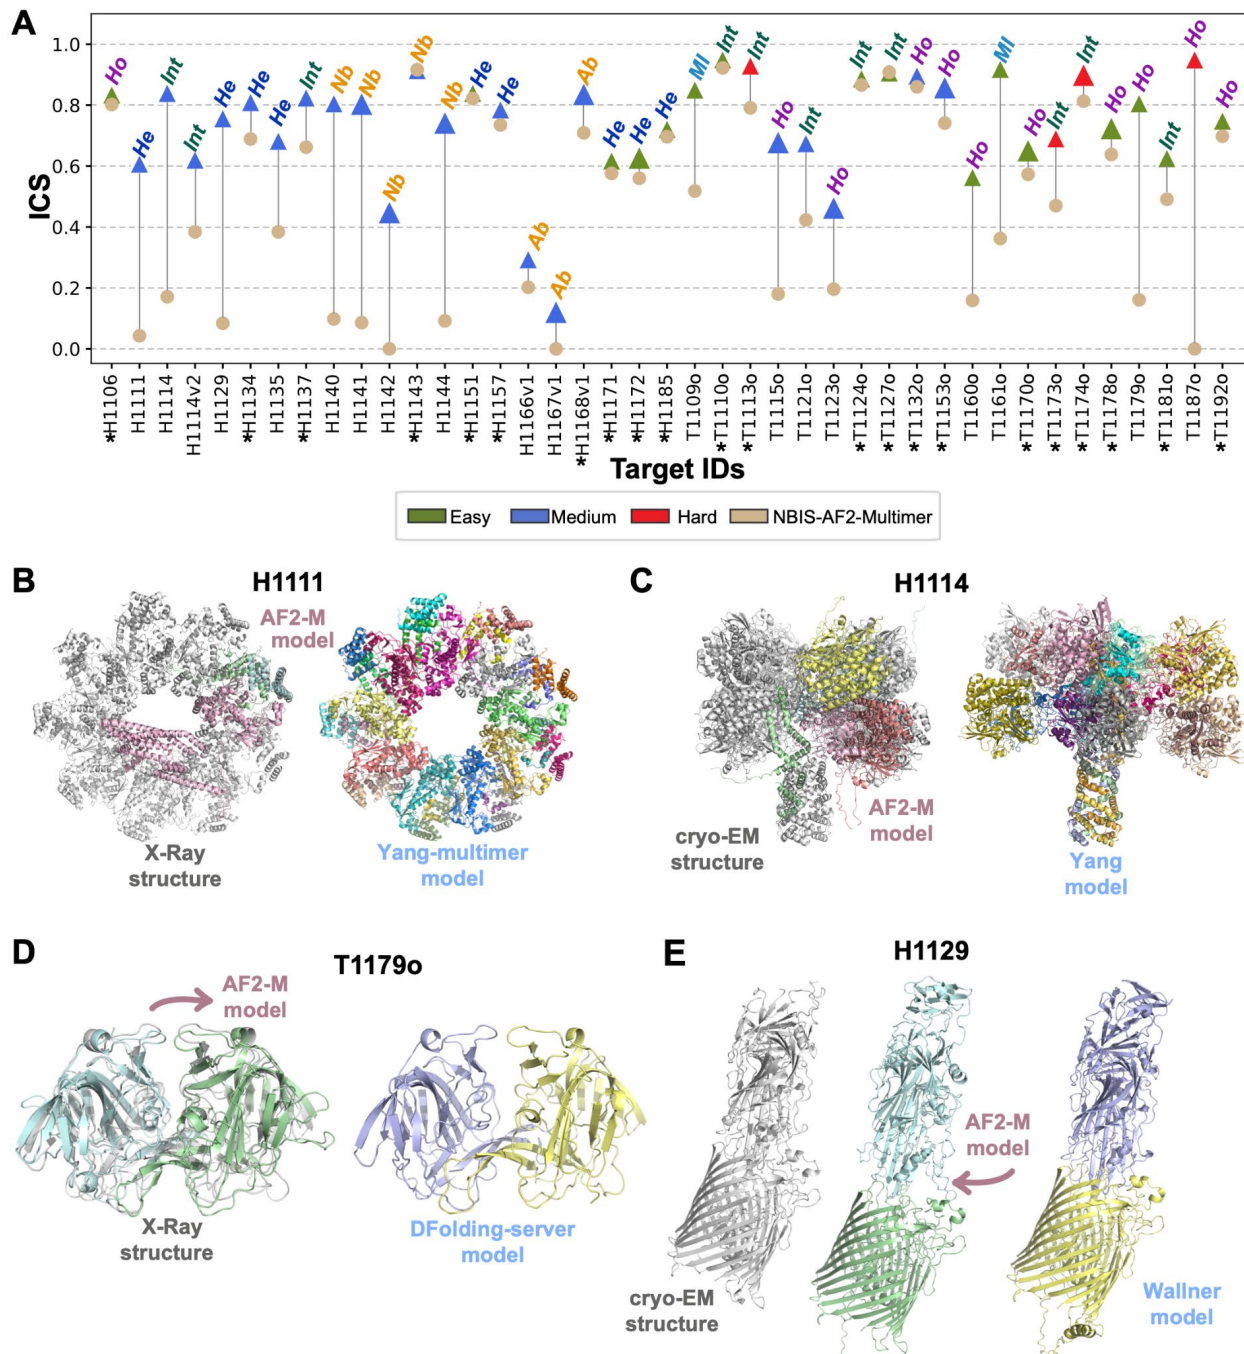 A
ICS
1.0
0.8
0.6
0.4
0.2
0.0
Ho
He
Int
Int
He
He
He
Int
Nb
Nb
Nb
Nb
Nb
He
He
Ab
Ab
Ab
He
He
He
MI
Int
Int
Ho
Int
Ho
Int
Int
Ho
Ho
Ho
MI
Ho
Int
Int
Ho
Ho
Int
Ho
Ho
*H1106
H1111
H1114
H1114v2
H1129
*H1134
H1135
*H1137
H1140
H1141
H1142
*H1143
H1144
*H1151
*H1157
H1166v1
H1167v1
*H1168v1
*H1171
*H1172
*H1185
T1109o
*T1110o
*T1113o
T1115o
T1121o
T1123o
*T1124o
*T1127o
*T1132o
*T1153o
T1160o
T1161o
*T1170o
*T1173o
*T1174o
*T1178o
T1179o
*T1181o
T1187o
*T1192o
Target IDs
Easy
Medium
Hard
NBIS-AF2-Multimer
B
H1111
AF2-M
model
X-Ray
structure
Yang-multimer
model
C
H1114
cryo-EM
structure
AF2-M
model
Yang
model
D
T1179o
AF2-M
model
X-Ray
structure
DFolding-server
model
E
H1129
AF2-M
model
cryo-EM
structure
Wallner
model